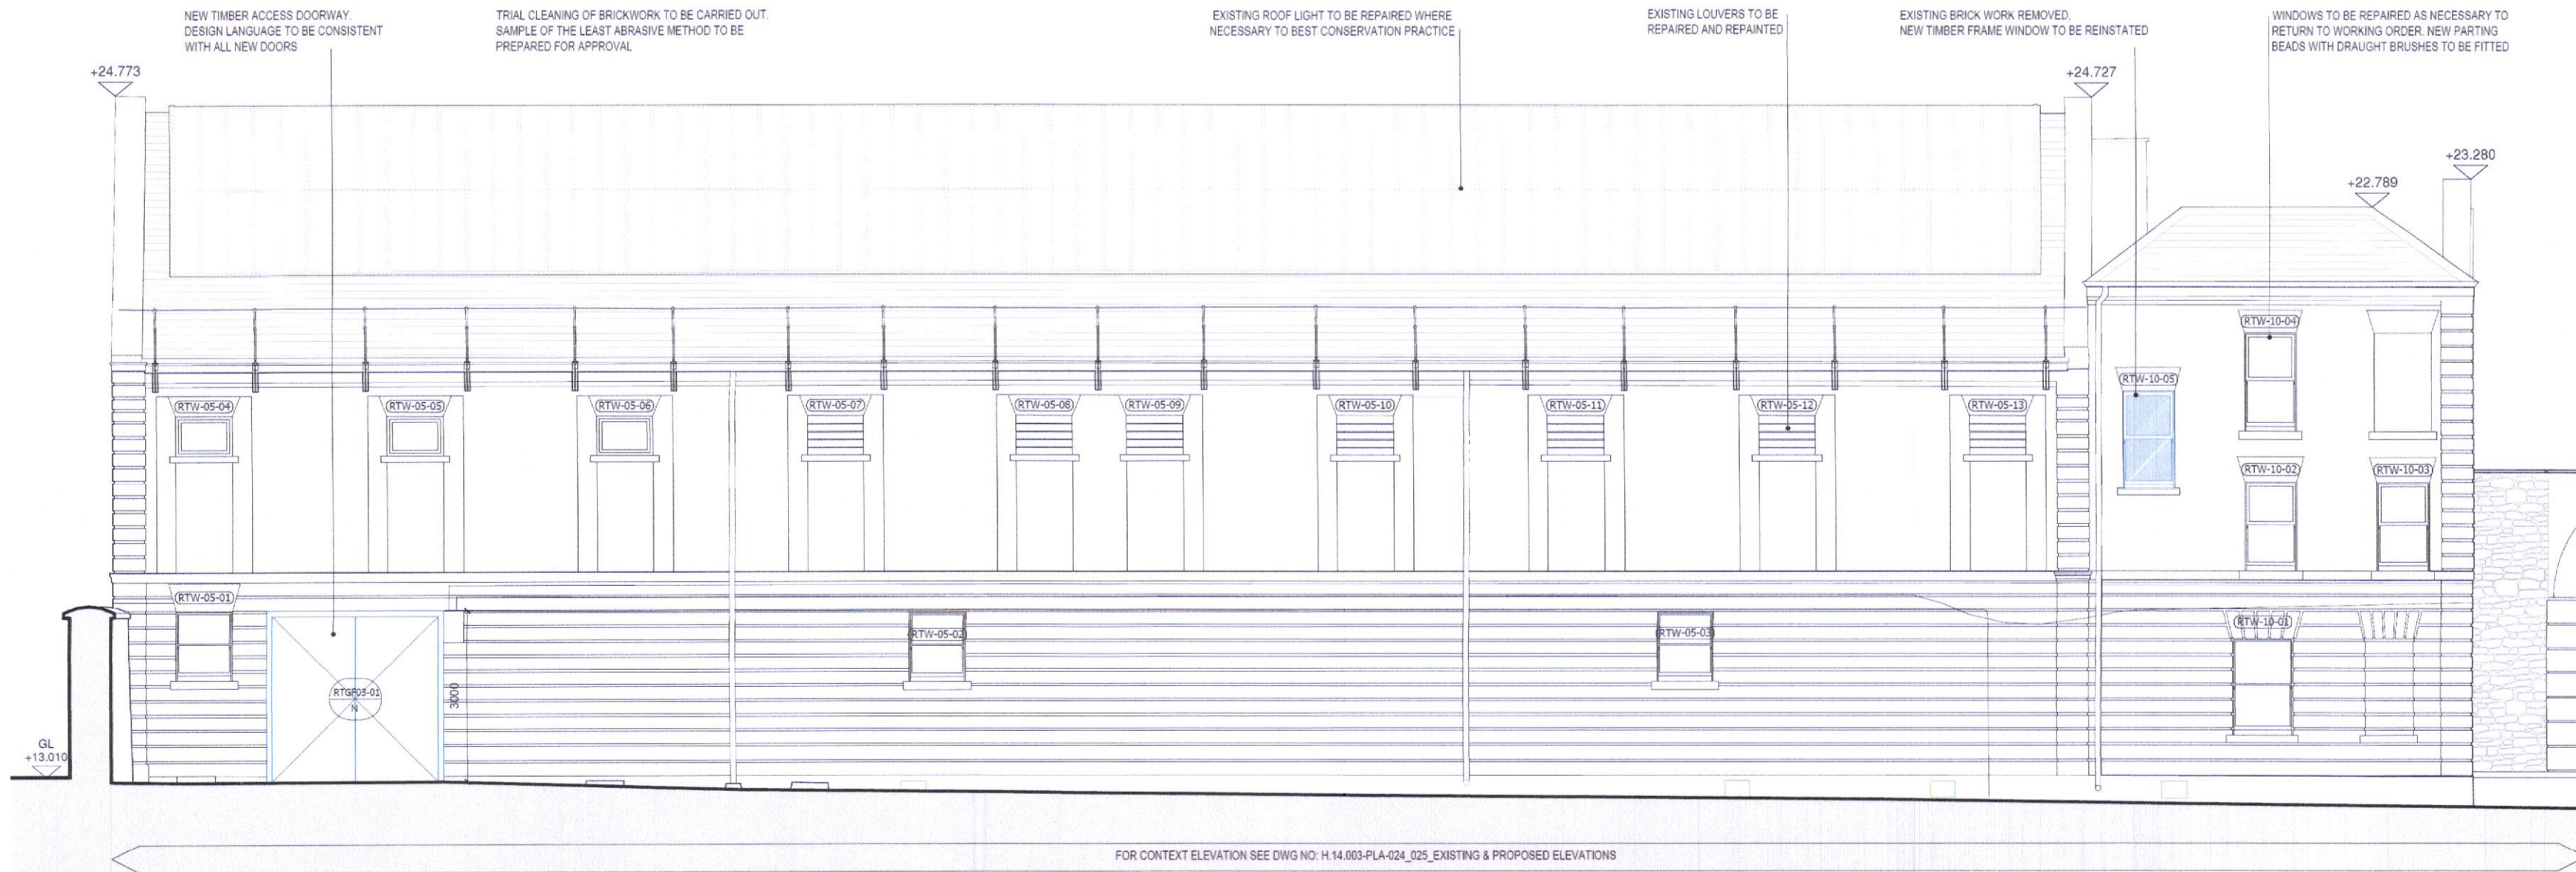 NEW TIMBER ACCESS DOORWAY.
DESIGN LANGUAGE TO BE CONSISTENT
WITH ALL NEW DOORS
TRIAL CLEANING OF BRICKWORK TO BE CARRIED OUT.
SAMPLE OF THE LEAST ABRASIVE METHOD TO BE
PREPARED FOR APPROVAL
EXISTING ROOF LIGHT TO BE REPAIRED WHERE
NECESSARY TO BEST CONSERVATION PRACTICE
EXISTING LOUVERS TO BE
REPAIRED AND REPAINTED
EXISTING BRICK WORK REMOVED,
NEW TIMBER FRAME WINDOW TO BE REINSTATED
WINDOWS TO BE REPAIRED AS NECESSARY TO
RETURN TO WORKING ORDER. NEW PARTING
BEADS WITH DRAUGHT BRUSHES TO BE FITTED
+24.773
+24.727
+23.280
+22.789
RTW-10-04
RTW-10-05
RTW-05-04
RTW-05-05
RTW-05-06
RTW-05-07
RTW-05-08
RTW-05-09
RTW-05-10
RTW-05-11
RTW-05-12
RTW-05-13
RTW-10-02
RTW-10-03
RTW-05-01
RTW-05-02
RTW-05-03
RTW-10-01
RTGF03-01
N
3000
GL
+13.010
FOR CONTEXT ELEVATION SEE DWG NO: H.14.003-PLA-024_025_EXISTING & PROPOSED ELEVATIONS